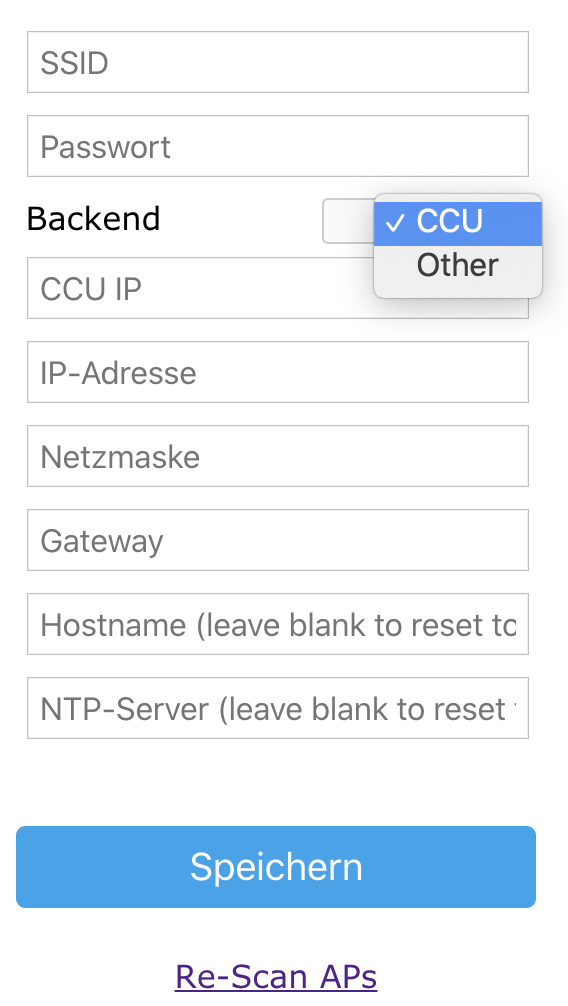 SSID
Passwort
Backend
✓ CCU
Other
CCU IP
IP-Adresse
Netzmaske
Gateway
Hostname (leave blank to reset to
NTP-Server (leave blank to reset
Speichern
Re-Scan APs